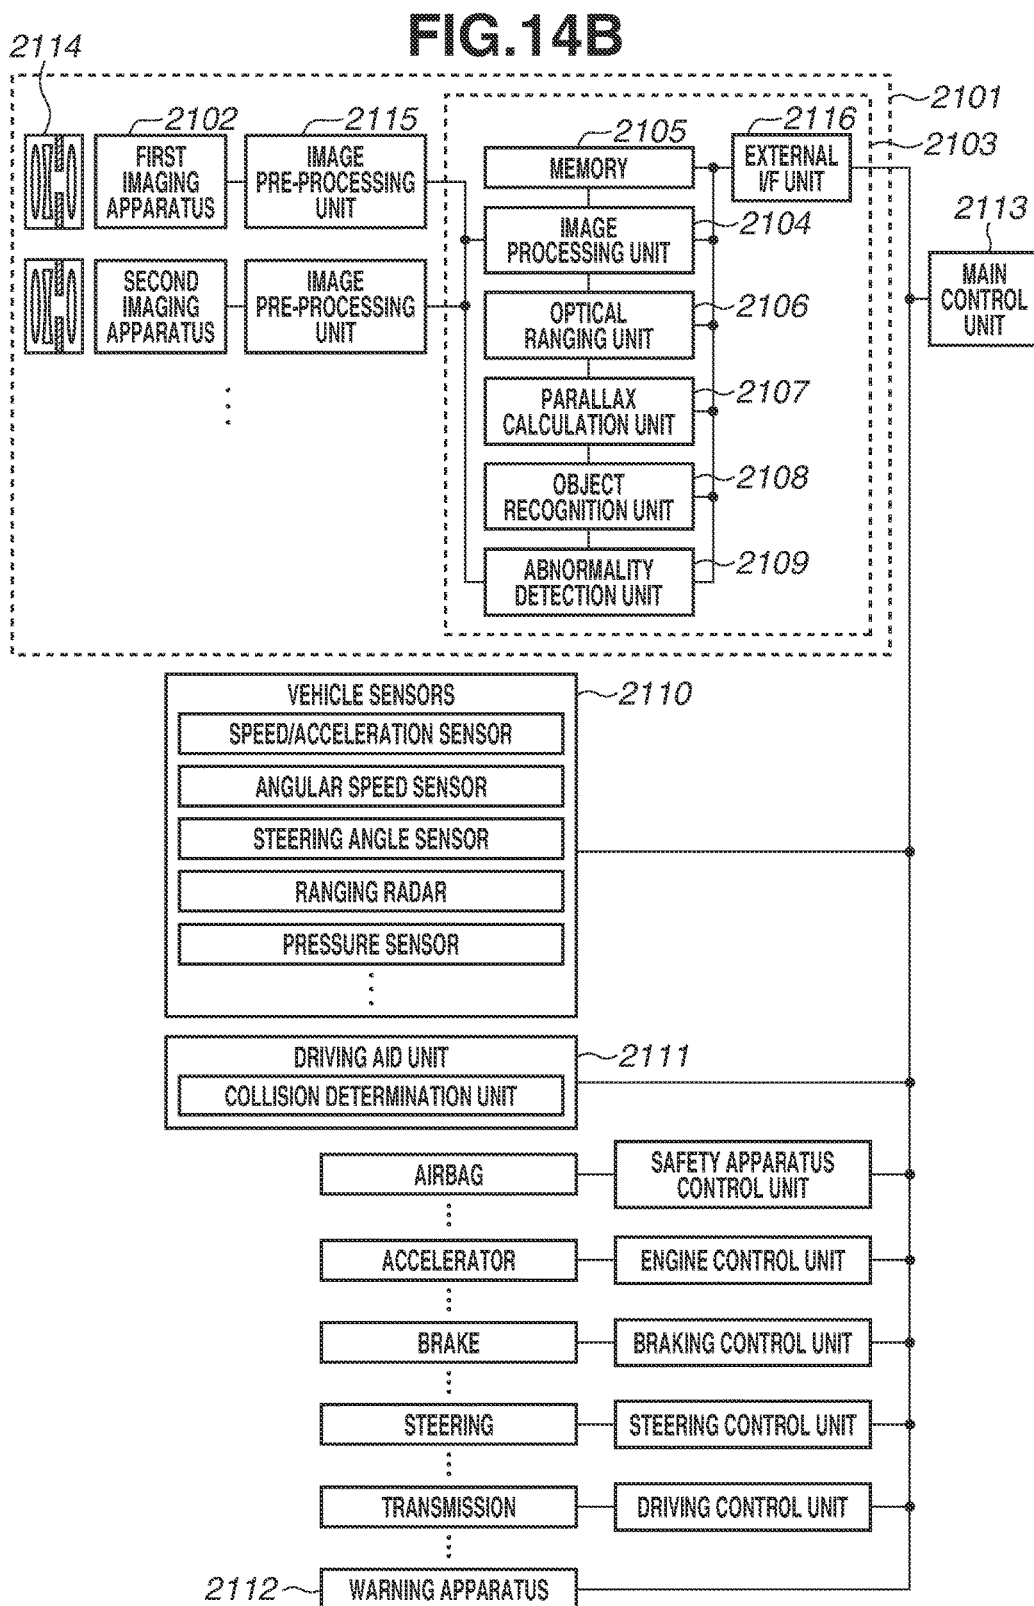 FIG.14B
2114
2101
2102
2115
2105
2116
2103
FIRST
IMAGING
APPARATUS
IMAGE
PRE-PROCESSING
UNIT
MEMORY
EXTERNAL
I/F UNIT
IMAGE
PROCESSING UNIT
2104
2113
MAIN
CONTROL
UNIT
SECOND
IMAGING
APPARATUS
IMAGE
PRE-PROCESSING
UNIT
OPTICAL
RANGING UNIT
2106
PARALLAX
CALCULATION UNIT
2107
OBJECT
RECOGNITION UNIT
2108
ABNORMALITY
DETECTION UNIT
2109
VEHICLE SENSORS
2110
SPEED/ACCELERATION SENSOR
ANGULAR SPEED SENSOR
STEERING ANGLE SENSOR
RANGING RADAR
PRESSURE SENSOR
DRIVING AID UNIT
2111
COLLISION DETERMINATION UNIT
AIRBAG
SAFETY APPARATUS
CONTROL UNIT
ACCELERATOR
ENGINE CONTROL UNIT
BRAKE
BRAKING CONTROL UNIT
STEERING
STEERING CONTROL UNIT
TRANSMISSION
DRIVING CONTROL UNIT
2112
WARNING APPARATUS